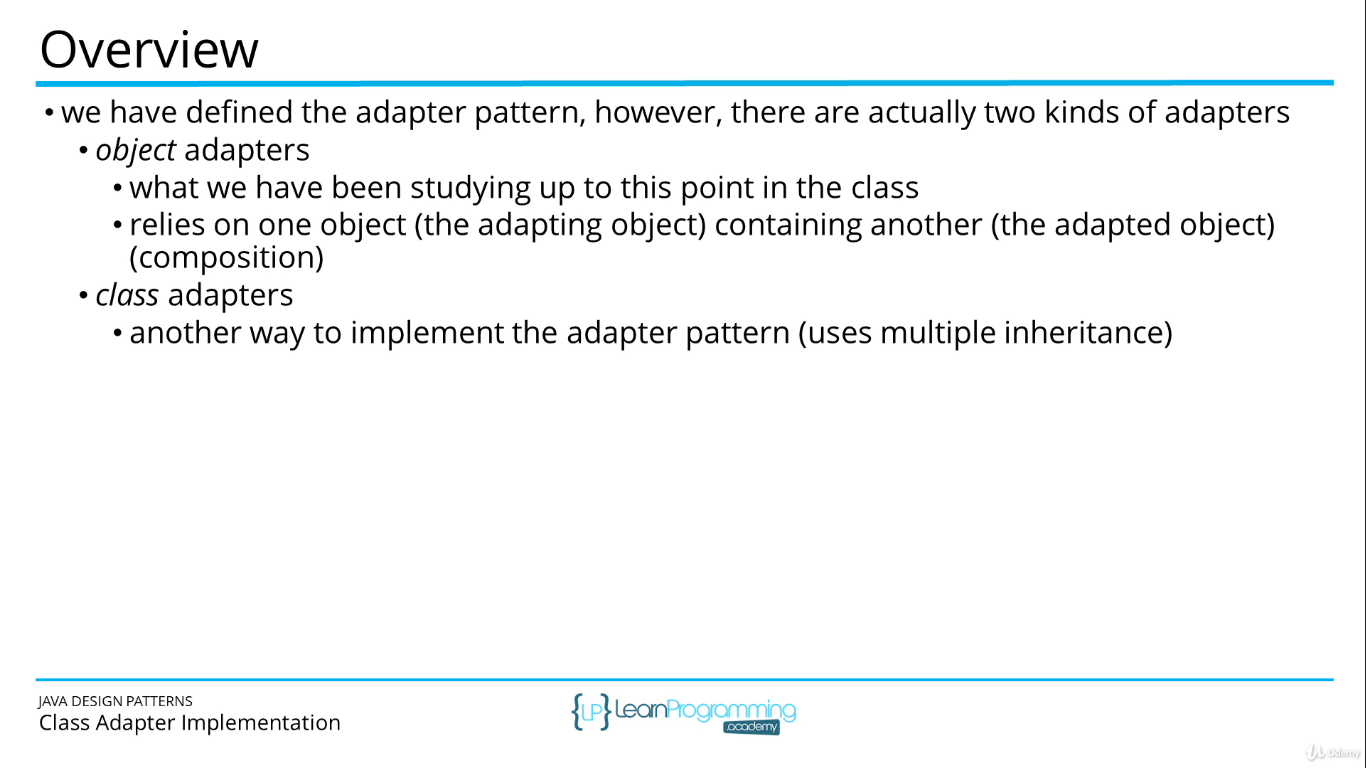 Overview
• we have defined the adapter pattern, however, there are actually two kinds of adapters
• object adapters
• what we have been studying up to this point in the class
• relies on one object (the adapting object) containing another (the adapted object)
(composition)
• class adapters
• another way to implement the adapter pattern (uses multiple inheritance)
JAVA DESIGN PATTERNS
Class Adapter Implementation
{LP} LearnProgramming
.academy
Udemy